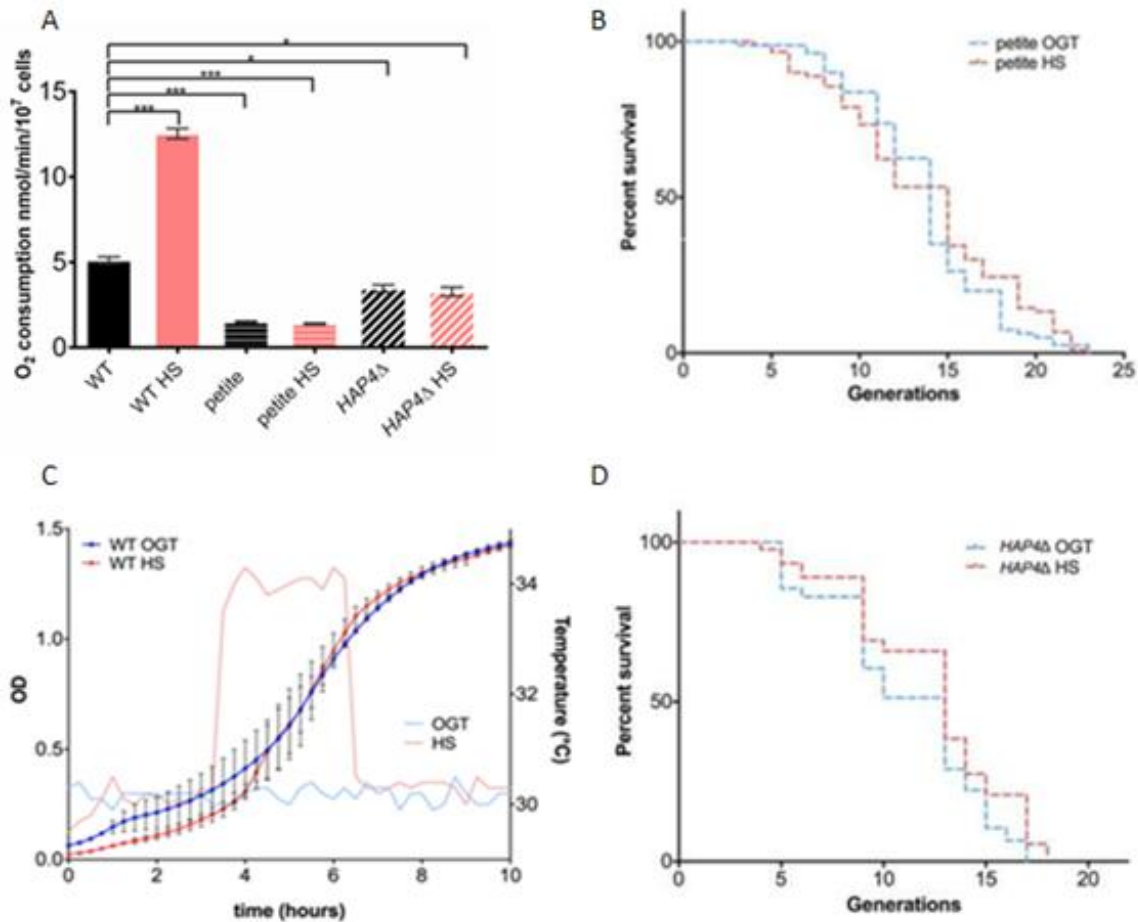 A
O₂ consumption nmol/min/10⁷ cells
15
10
5
0
***
***
***
*
*
WT
WT HS
petite
petite HS
HAP4Δ
HAP4Δ HS
B
Percent survival
100
50
0
petite OGT
petite HS
0 5 10 15 20 25
Generations
C
OD
1.5
1.0
0.5
0.0
WT OGT
WT HS
OGT
HS
34
32
30
Temperature (°C)
0 2 4 6 8 10
time (hours)
D
Percent survival
100
50
0
HAP4Δ OGT
HAP4Δ HS
0 5 10 15 20
Generations